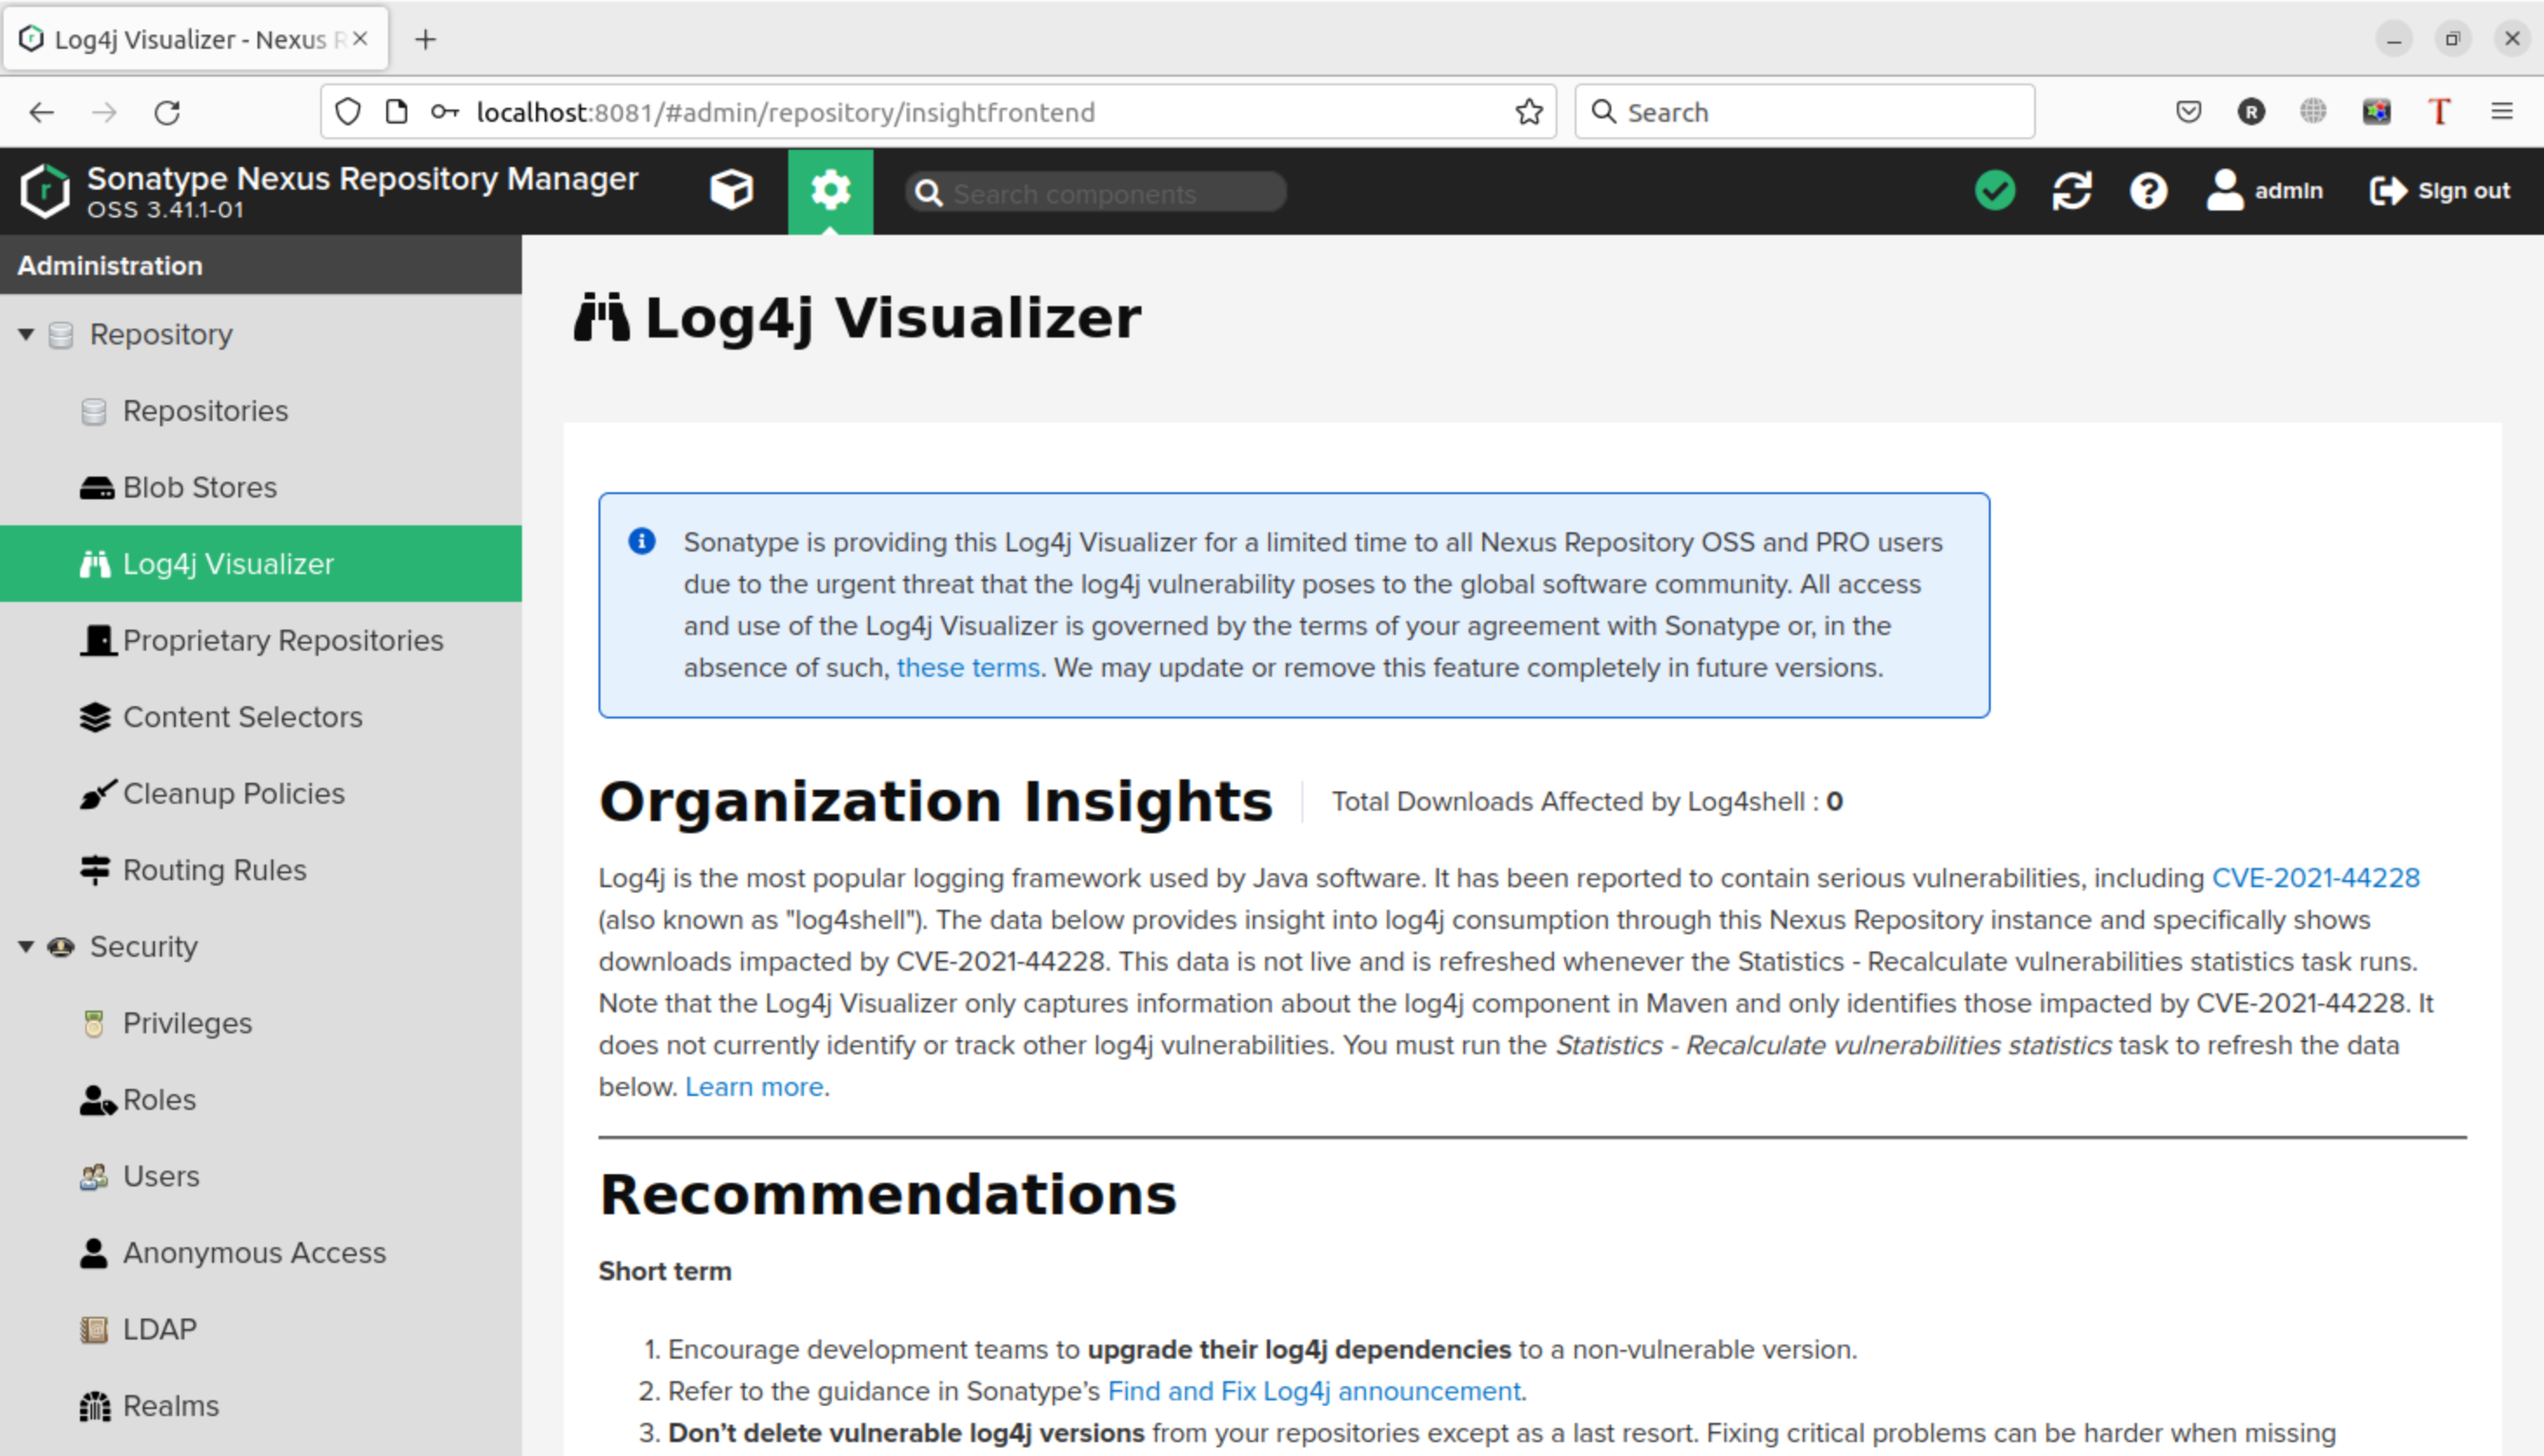 Log4j Visualizer - Nexus R
localhost:8081/#admin/repository/insightfrontend
Search
Sonatype Nexus Repository Manager
OSS 3.41.1-01
Search components
admin
Sign out
Administration
Repository
Repositories
Blob Stores
Log4j Visualizer
Proprietary Repositories
Content Selectors
Cleanup Policies
Routing Rules
Security
Privileges
Roles
Users
Anonymous Access
LDAP
Realms
Log4j Visualizer
Sonatype is providing this Log4j Visualizer for a limited time to all Nexus Repository OSS and PRO users
due to the urgent threat that the log4j vulnerability poses to the global software community. All access
and use of the Log4j Visualizer is governed by the terms of your agreement with Sonatype or, in the
absence of such, these terms. We may update or remove this feature completely in future versions.
Organization Insights
Total Downloads Affected by Log4shell : 0
Log4j is the most popular logging framework used by Java software. It has been reported to contain serious vulnerabilities, including CVE-2021-44228
(also known as "log4shell"). The data below provides insight into log4j consumption through this Nexus Repository instance and specifically shows
downloads impacted by CVE-2021-44228. This data is not live and is refreshed whenever the Statistics - Recalculate vulnerabilities statistics task runs.
Note that the Log4j Visualizer only captures information about the log4j component in Maven and only identifies those impacted by CVE-2021-44228. It
does not currently identify or track other log4j vulnerabilities. You must run the Statistics - Recalculate vulnerabilities statistics task to refresh the data
below. Learn more.
Recommendations
Short term
1. Encourage development teams to upgrade their log4j dependencies to a non-vulnerable version.
2. Refer to the guidance in Sonatype's Find and Fix Log4j announcement.
3. Don't delete vulnerable log4j versions from your repositories except as a last resort. Fixing critical problems can be harder when missing